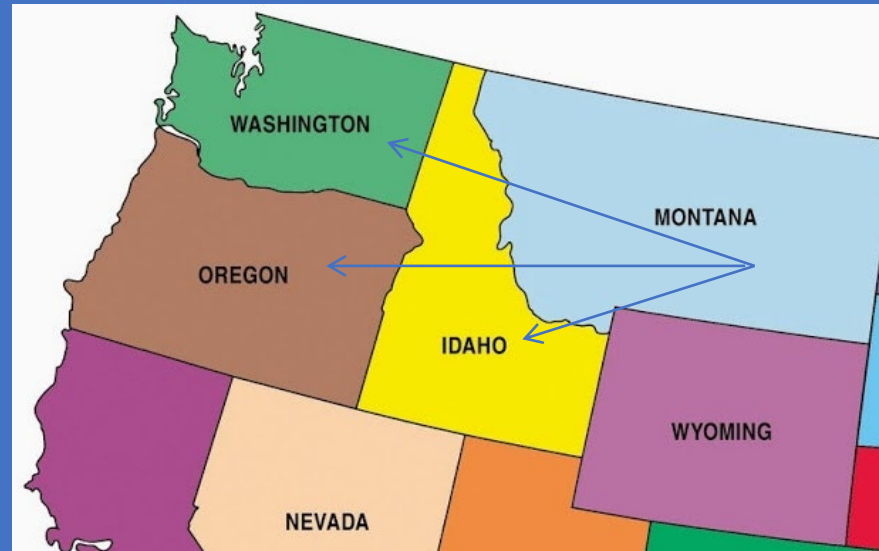 WASHINGTON
MONTANA
OREGON
IDAHO
WYOMING
NEVADA